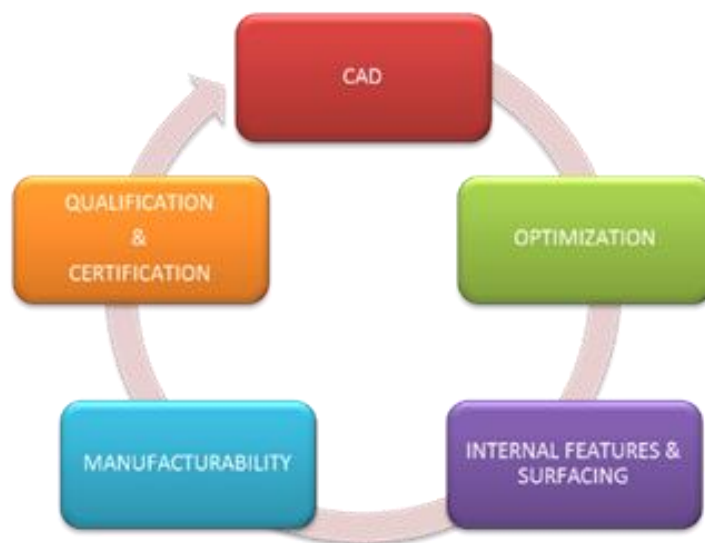 CAD
OPTIMIZATION
INTERNAL FEATURES &
SURFACING
MANUFACTURABILITY
QUALIFICATION
&
CERTIFICATION